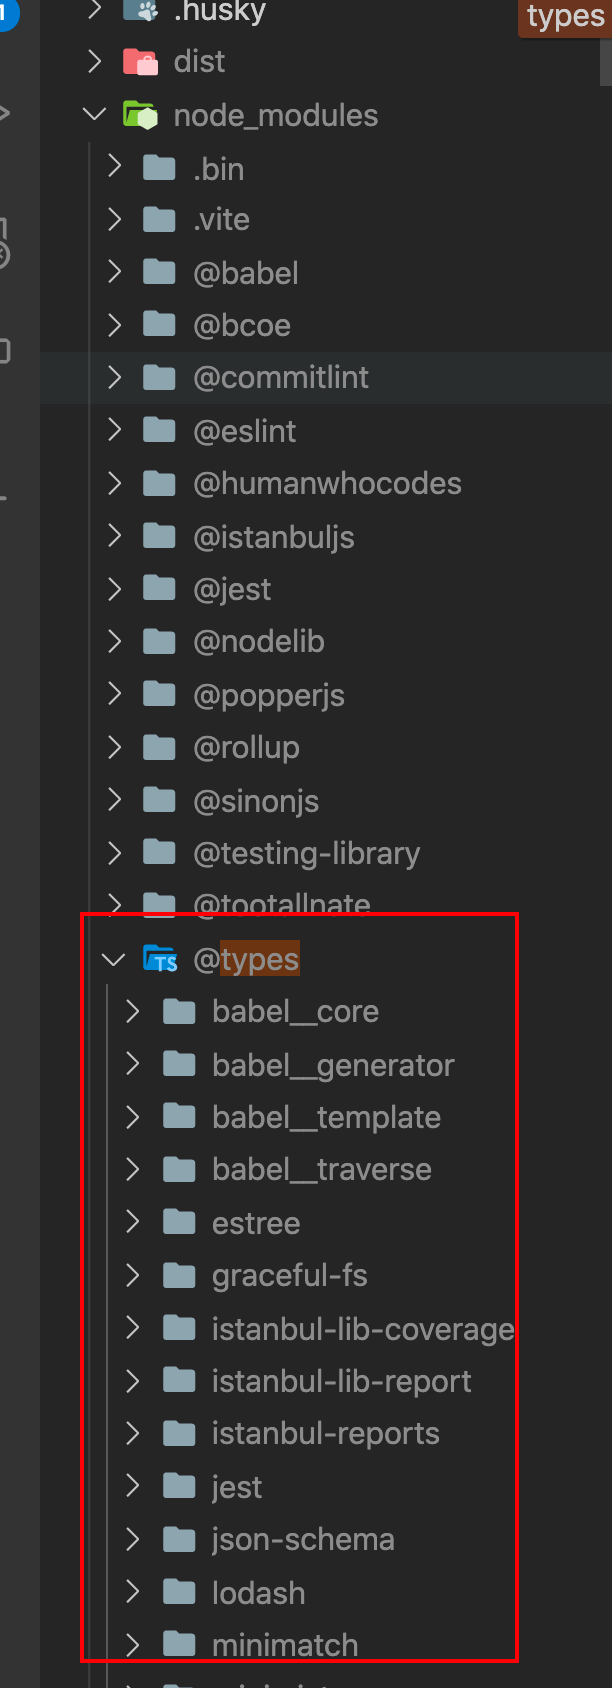 1
.husky
types
dist
node_modules
.bin
.vite
@babel
@bcoe
@commitlint
@eslint
@humanwhocodes
@istanbuljs
@jest
@nodelib
@popperjs
@rollup
@sinonjs
@testing-library
@tootallnate
TS @types
babel__core
babel__generator
babel__template
babel__traverse
estree
graceful-fs
istanbul-lib-coverage
istanbul-lib-report
istanbul-reports
jest
json-schema
lodash
minimatch